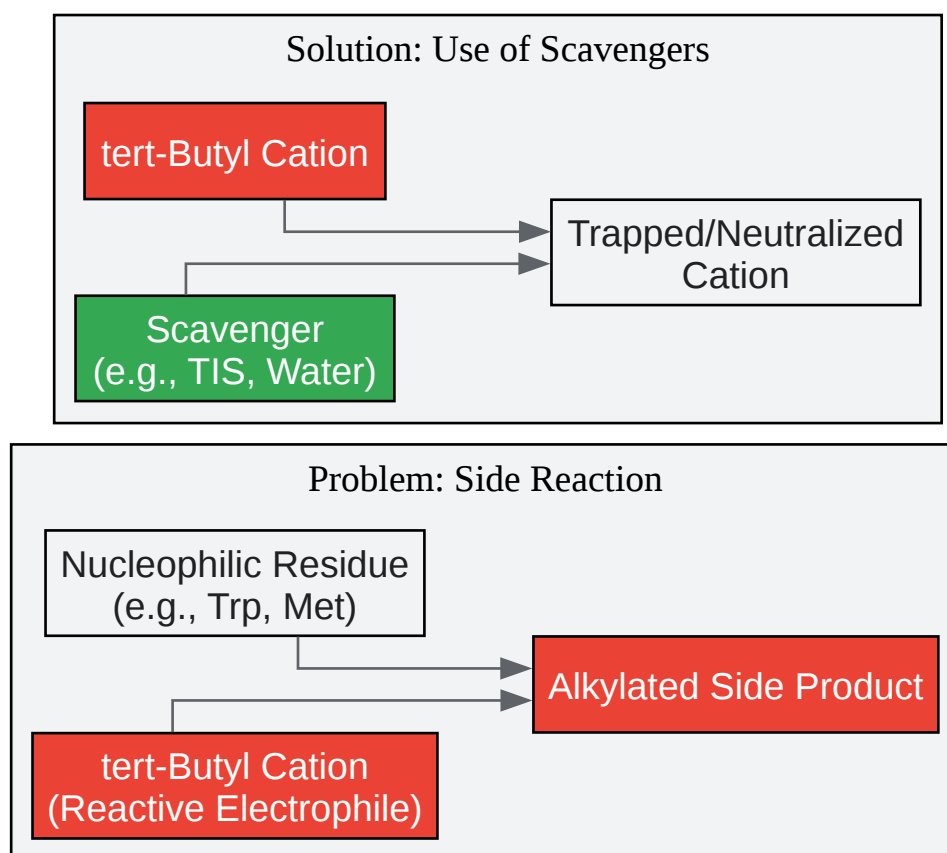 Solution: Use of Scavengers
tert-Butyl Cation
Trapped/Neutralized
Cation
Scavenger
(e.g., TIS, Water)
Problem: Side Reaction
Nucleophilic Residue
(e.g., Trp, Met)
Alkylated Side Product
tert-Butyl Cation
(Reactive Electrophile)